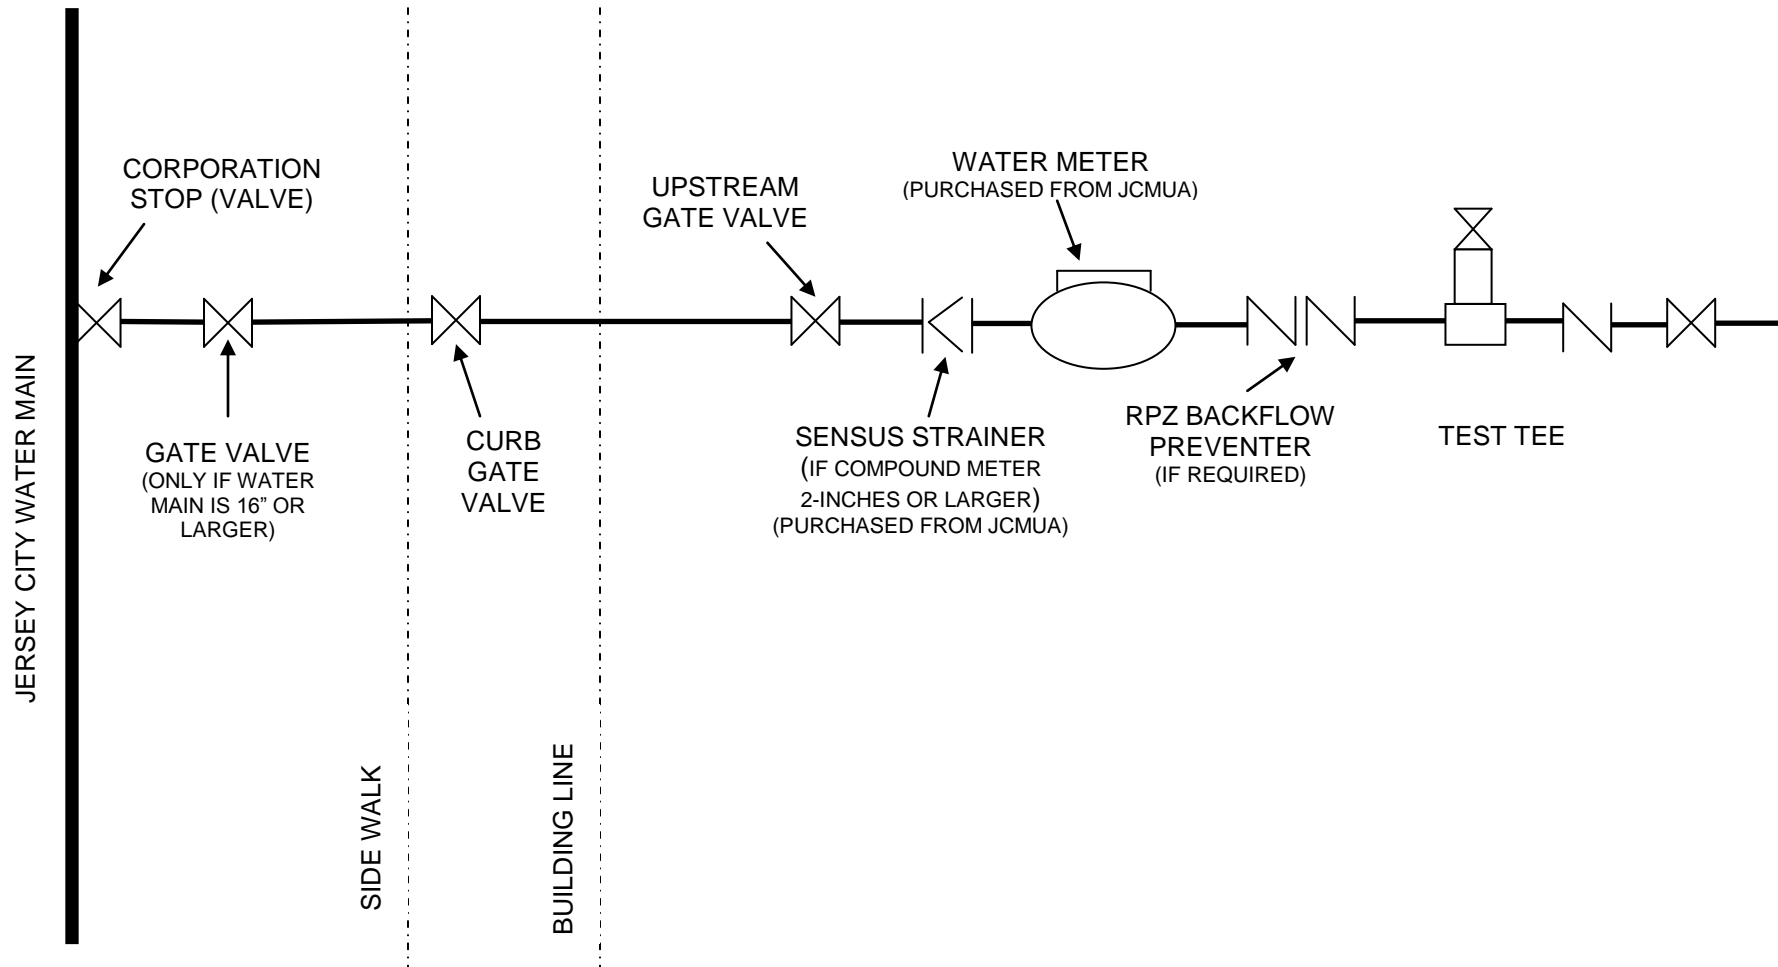 CORPORATION
STOP (VALVE)
UPSTREAM
GATE VALVE
WATER METER
(PURCHASED FROM JCMUA)
GATE VALVE
(ONLY IF WATER
MAIN IS 16” OR
LARGER)
CURB
GATE
VALVE
SENSUS STRAINER
(IF COMPOUND METER
2-INCHES OR LARGER)
(PURCHASED FROM JCMUA)
RPZ BACKFLOW
PREVENTER
(IF REQUIRED)
TEST TEE
JERSEY CITY WATER MAIN
SIDE WALK
BUILDING LINE